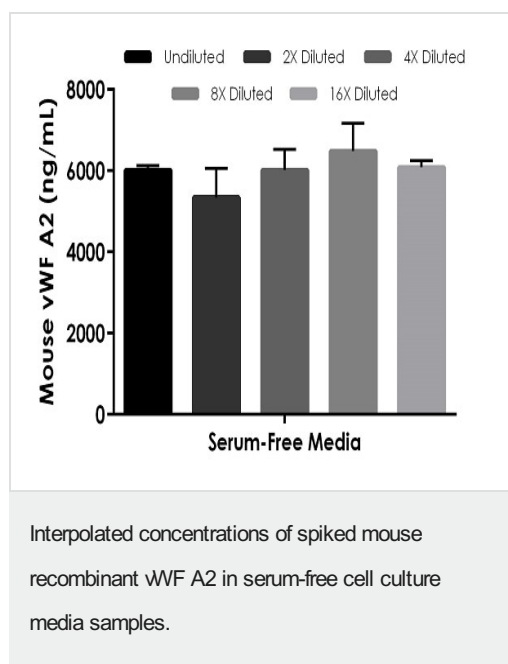 Undiluted 2X Diluted 4X Diluted
8X Diluted 16X Diluted
Mouse vWF A2 (ng/mL)
8000
6000
4000
2000
0
Serum-Free Media
Interpolated concentrations of spiked mouse
recombinant vWF A2 in serum-free cell culture
media samples.